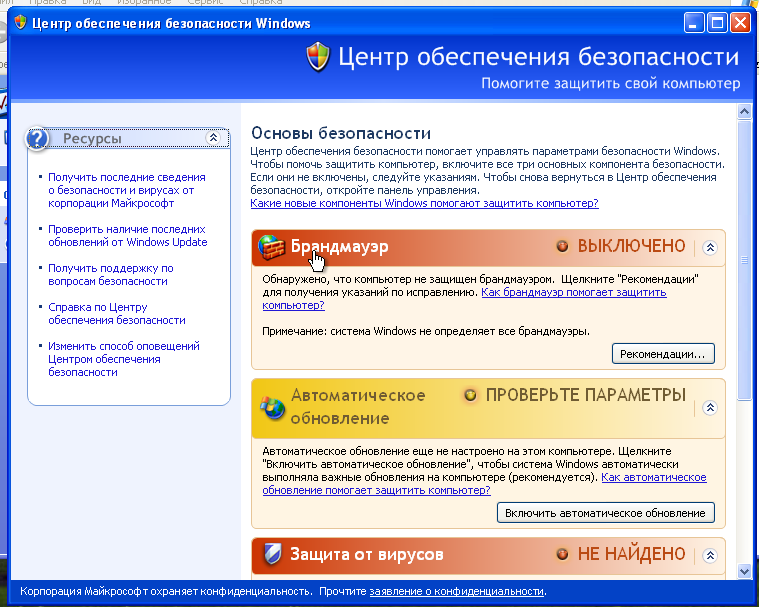 Правка Вид Избранное Сервис Справка
Центр обеспечения безопасности Windows
Центр обеспечения безопасности
Помогите защитить свой компьютер
Ресурсы
Получить последние сведения
о безопасности и вирусах от
корпорации Майкрософт
Проверить наличие последних
обновлений от Windows Update
Получить поддержку по
вопросам безопасности
Справка по Центру
обеспечения безопасности
Изменить способ оповещений
Центром обеспечения
безопасности
Основы безопасности
Центр обеспечения безопасности помогает управлять параметрами безопасности Windows.
Чтобы помочь защитить компьютер, включите все три основных компонента безопасности.
Если они не включены, следуйте указаниям. Чтобы снова вернуться в Центр обеспечения
безопасности, откройте панель управления.
Какие новые компоненты Windows помогают защитить компьютер?
Брандмауэр ВЫКЛЮЧЕНО
Обнаружено, что компьютер не защищен брандмауэром. Щелкните "Рекомендации"
для получения указаний по исправлению. Как брандмауэр помогает защитить
компьютер?
Примечание: система Windows не определяет все брандмауэры.
Рекомендации...
Автоматическое ПРОВЕРЬТЕ ПАРАМЕТРЫ
обновление
Автоматическое обновление еще не настроено на этом компьютере. Щелкните
"Включить автоматическое обновление", чтобы система Windows автоматически
выполняла важные обновления на компьютере (рекомендуется). Как автоматическое
обновление помогает защитить компьютер?
Включить автоматическое обновление
Защита от вирусов НЕ НАЙДЕНО
Корпорация Майкрософт охраняет конфиденциальность. Прочтите заявление о конфиденциальности.